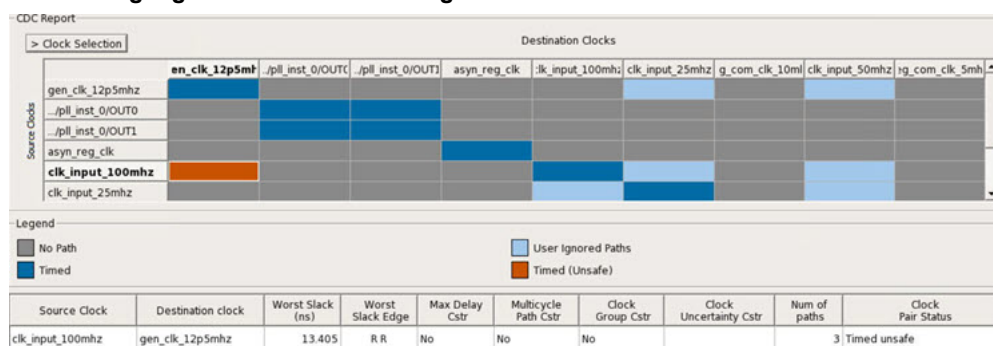 CDC Report
> Clock Selection
Destination Clocks
en_clk_12p5mh ../pll_inst_0/OUT( ../pll_inst_0/OUT1 asyn_reg_clk :lk_input_100mhz clk_input_25mhz g_com_clk_10ml clk_input_50mhz ɪg_com_clk_5mh
Source Clocks
gen_clk_12p5mhz
.../pll_inst_0/OUT0
.../pll_inst_0/OUT1
asyn_reg_clk
clk_input_100mhz
clk_input_25mhz
Legend
No Path
User Ignored Paths
Timed
Timed (Unsafe)
Source Clock Destination clock Worst Slack (ns) Worst Slack Edge Max Delay Cstr Multicycle Path Cstr Clock Group Cstr Clock Uncertainty Cstr Num of paths Clock Pair Status
clk_input_100mhz gen_clk_12p5mhz 13.405 R R No No No 3 Timed unsafe